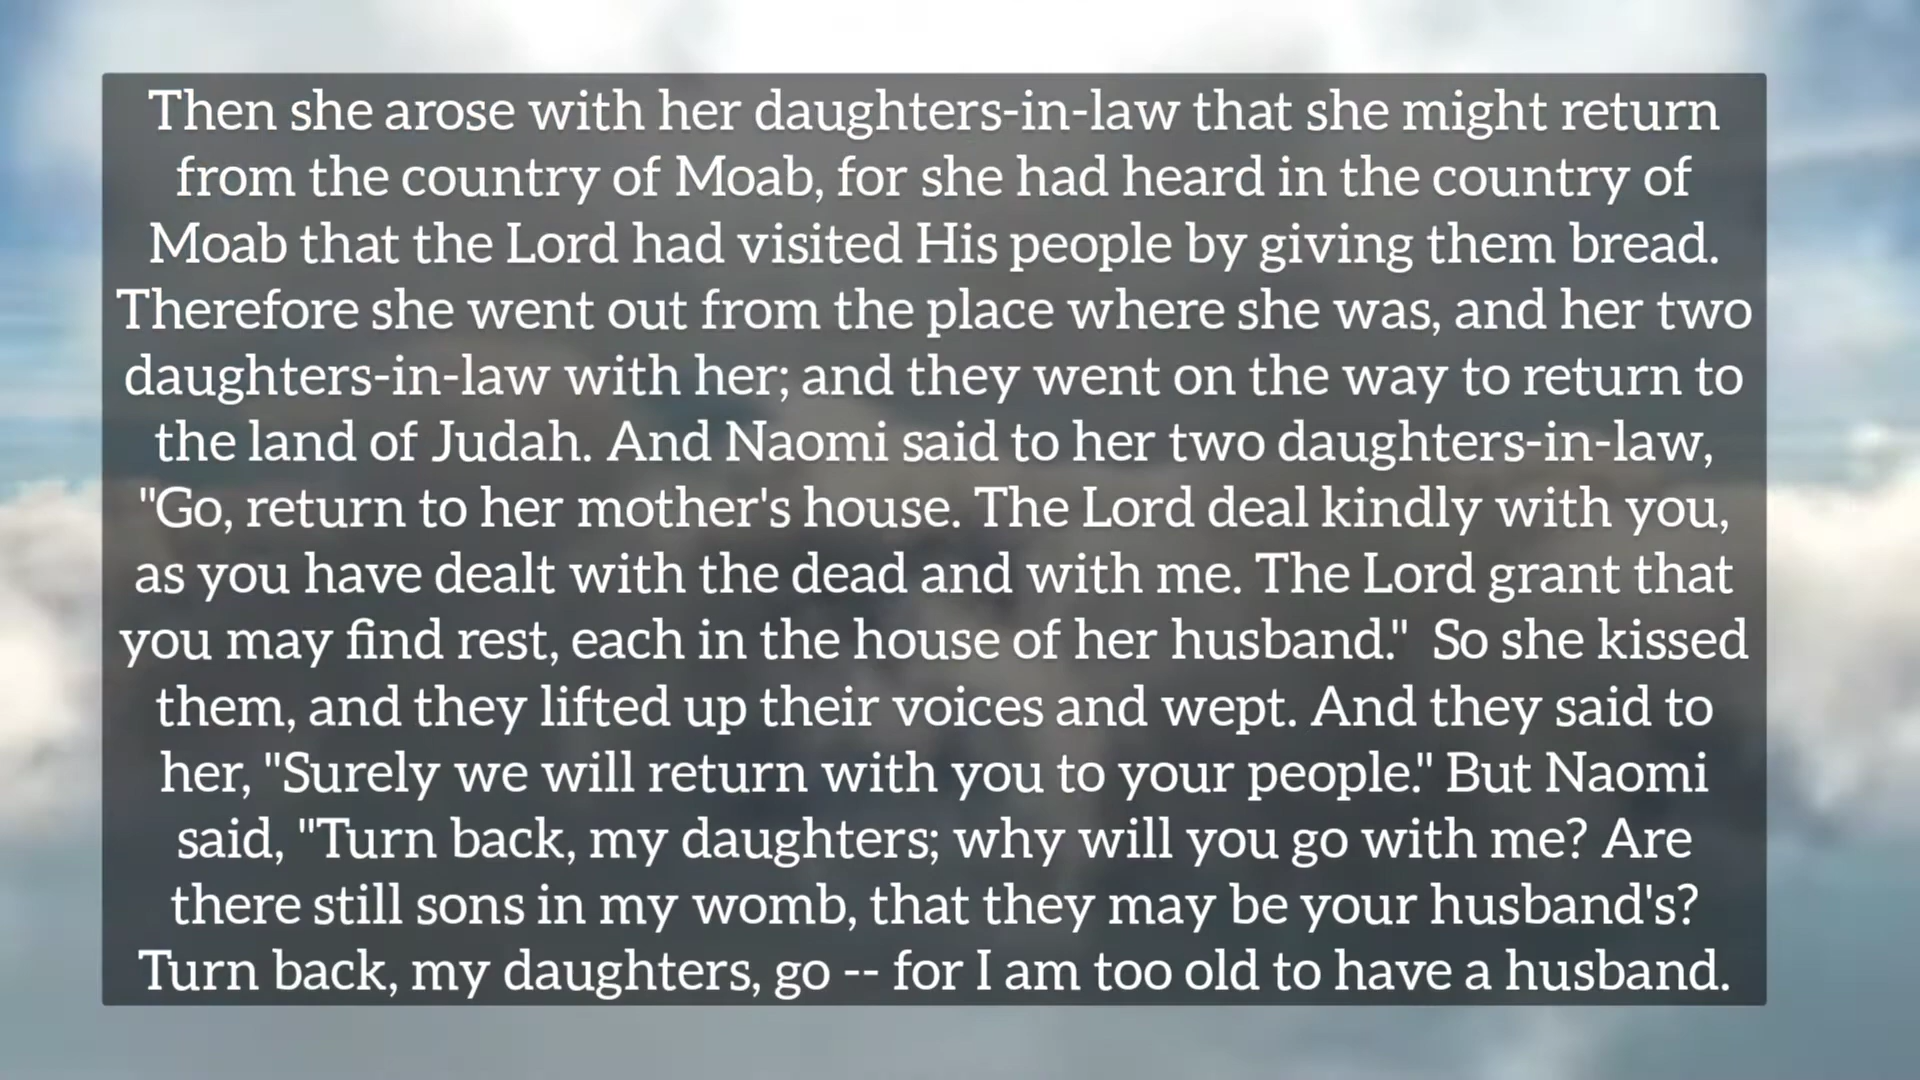 Then she arose with her daughters-in-law that she might return
from the country of Moab, for she had heard in the country of
Moab that the Lord had visited His people by giving them bread.
Therefore she went out from the place where she was, and her two
daughters-in-law with her; and they went on the way to return to
the land of Judah. And Naomi said to her two daughters-in-law,
"Go, return to her mother's house. The Lord deal kindly with you,
as you have dealt with the dead and with me. The Lord grant that
you may find rest, each in the house of her husband."  So she kissed
them, and they lifted up their voices and wept. And they said to
her, "Surely we will return with you to your people." But Naomi
said, "Turn back, my daughters; why will you go with me? Are
there still sons in my womb, that they may be your husband's?
Turn back, my daughters, go -- for I am too old to have a husband.